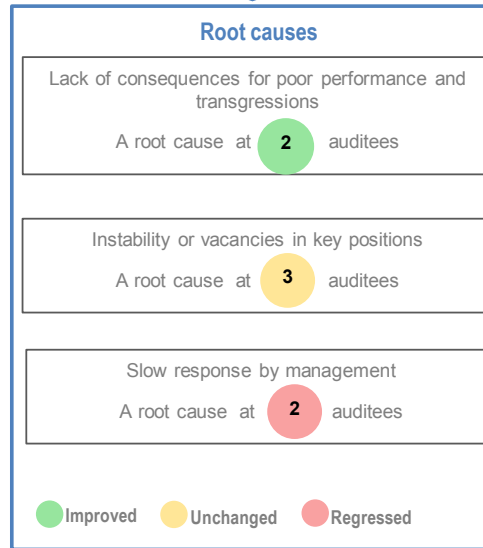 Root causes
Lack of consequences for poor performance and
transgressions
A root cause at 2 auditees
Instability or vacancies in key positions
A root cause at 3 auditees
Slow response by management
A root cause at 2 auditees
Improved Unchanged Regressed